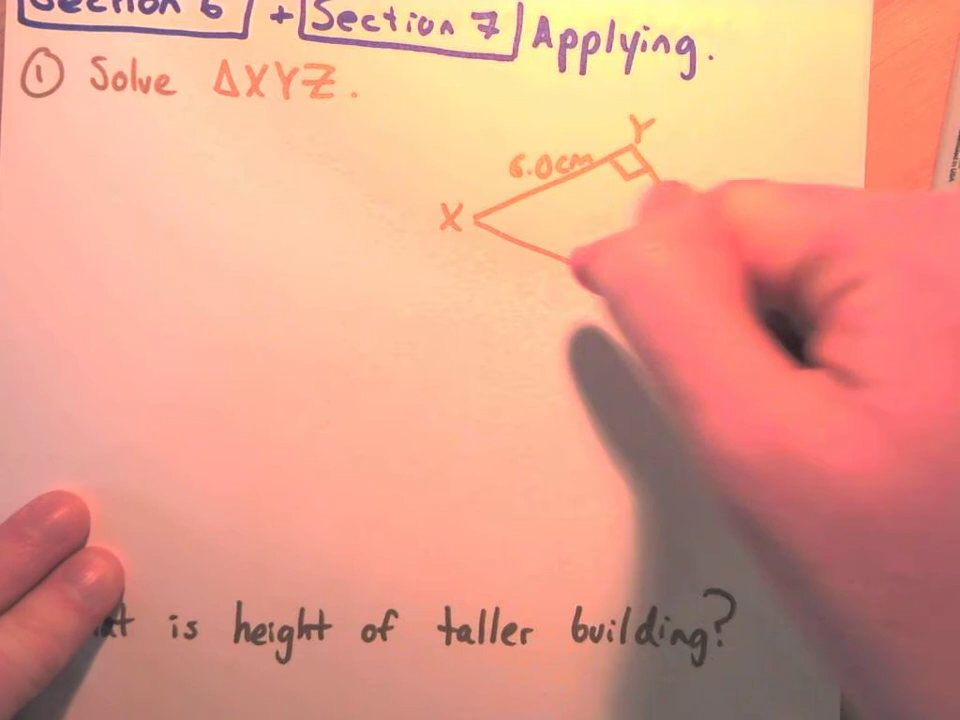 Section 6 + Section 7 Applying.
① Solve ΔXYZ.
Y
6.0cm
X
is height of taller building?